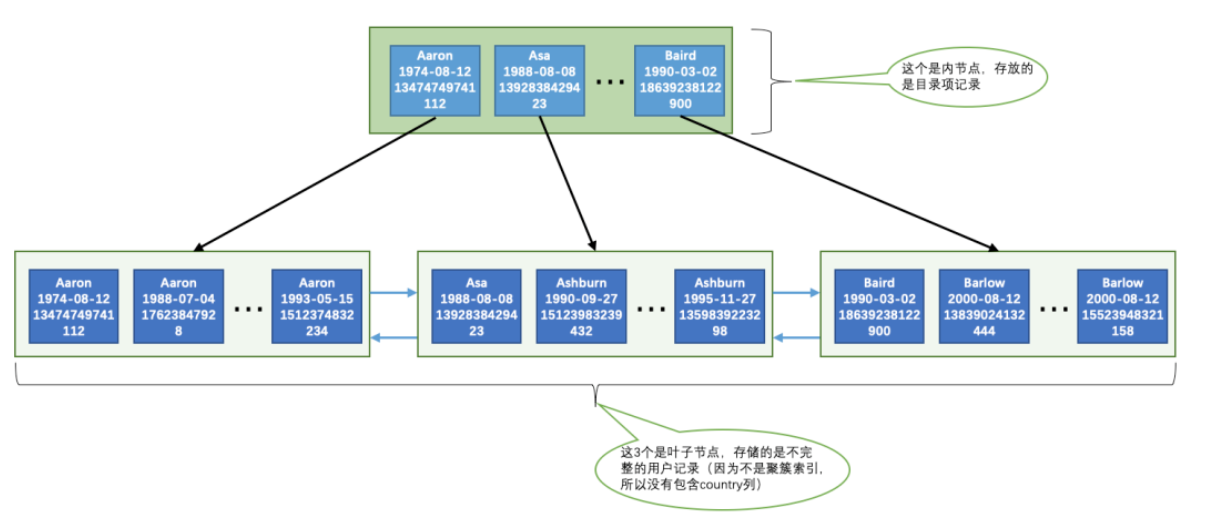 Aaron
1974-08-12
13474749741
112
Asa
1988-08-08
13928384294
23
...
Baird
1990-03-02
18639238122
900
这个是内节点，存放的
是目录项记录
Aaron
1974-08-12
13474749741
112
Aaron
1988-07-04
1762384792
8
...
Aaron
1993-05-15
1512374832
234
Asa
1988-08-08
13928384294
23
Ashburn
1990-09-27
15123983239
432
...
Ashburn
1995-11-27
13598392232
98
Baird
1990-03-02
18639238122
900
Barlow
2000-08-12
13839024132
444
...
Barlow
2000-08-12
15523948321
158
这3个是叶子节点，存储的是不完
整的用户记录（因为不是聚簇索引，
所以没有包含country列）